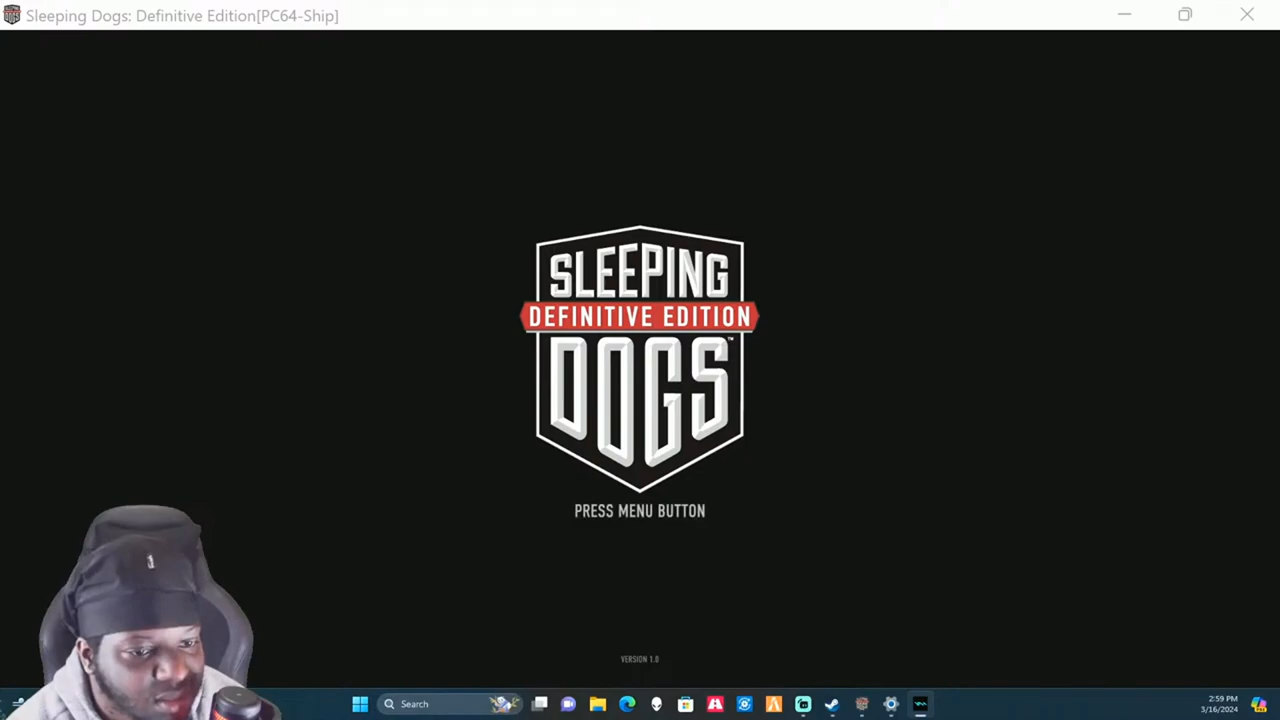 Sleeping Dogs: Definitive Edition[PC64-Ship]
SLEEPING
DEFINITIVE EDITION
DOGS™
PRESS MENU BUTTON
VERSION 1.0
Search
2:59 PM
3/16/2024